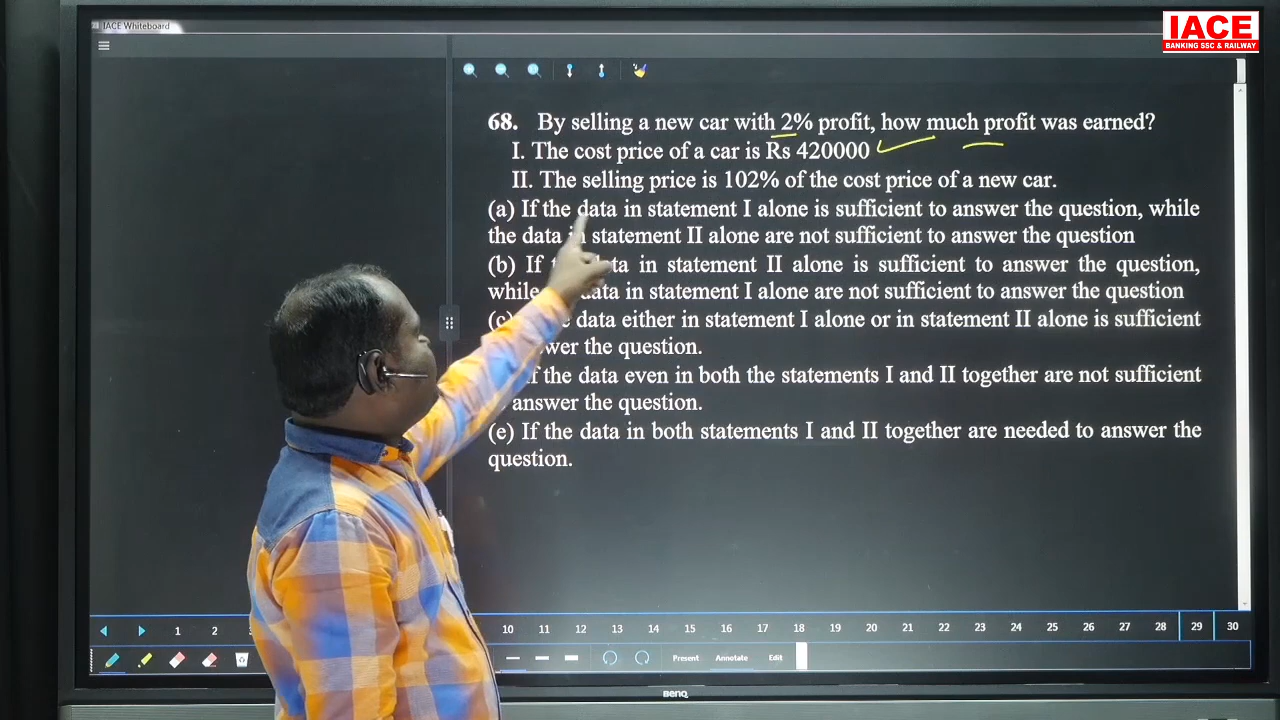 IACE Whiteboard
IACE
BANKING SSC & RAILWAY
68. By selling a new car with 2% profit, how much profit was earned?
I. The cost price of a car is Rs 420000
II. The selling price is 102% of the cost price of a new car.
(a) If the data in statement I alone is sufficient to answer the question, while
the data in statement II alone are not sufficient to answer the question
(b) If data in statement II alone is sufficient to answer the question,
while data in statement I alone are not sufficient to answer the question
(c) data either in statement I alone or in statement II alone is sufficient
the question.
If the data even in both the statements I and II together are not sufficient
answer the question.
(e) If the data in both statements I and II together are needed to answer the
question.
1 2 10 11 12 13 14 15 16 17 18 19 20 21 22 23 24 25 26 27 28 29 30
Present Annotate Edit
BenQ